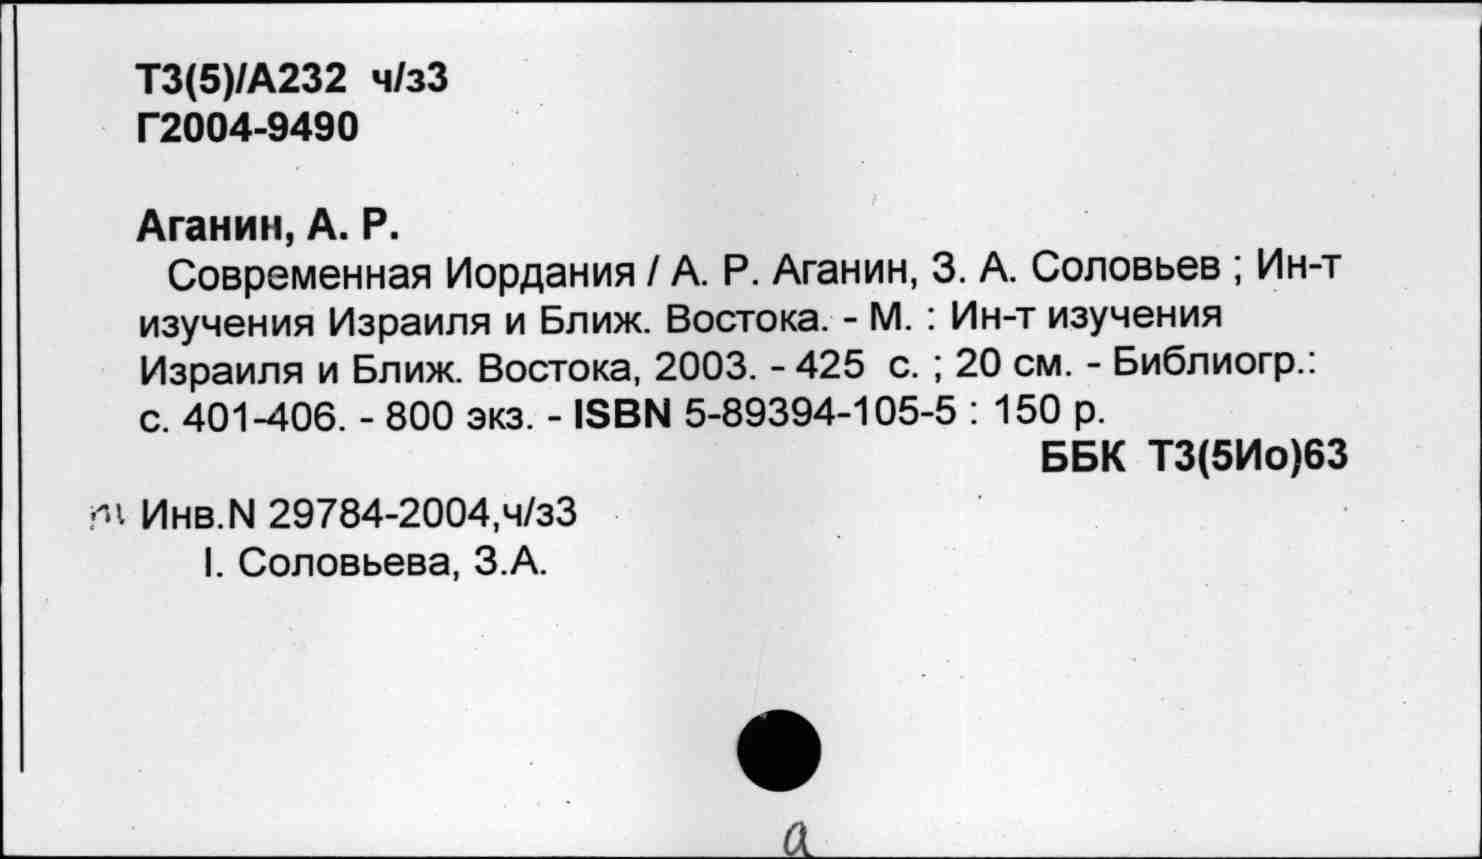 Т3(5)/А232 ч/з3
Г2004-9490
Аганин, А. Р.
Современная Иордания / А. Р. Аганин, З. А. Соловьев ; Ин-т
изучения Израиля и Ближ. Востока. - М. : Ин-т изучения
Израиля и Ближ. Востока, 2003. - 425 с. ; 20 см. - Библиогр.:
с. 401-406. - 800 экз. - ISBN 5-89394-105-5 : 150 р.
ББК Т3(5Ио)63
Инв.N 29784-2004,ч/з3
I. Соловьева, З.А.
а